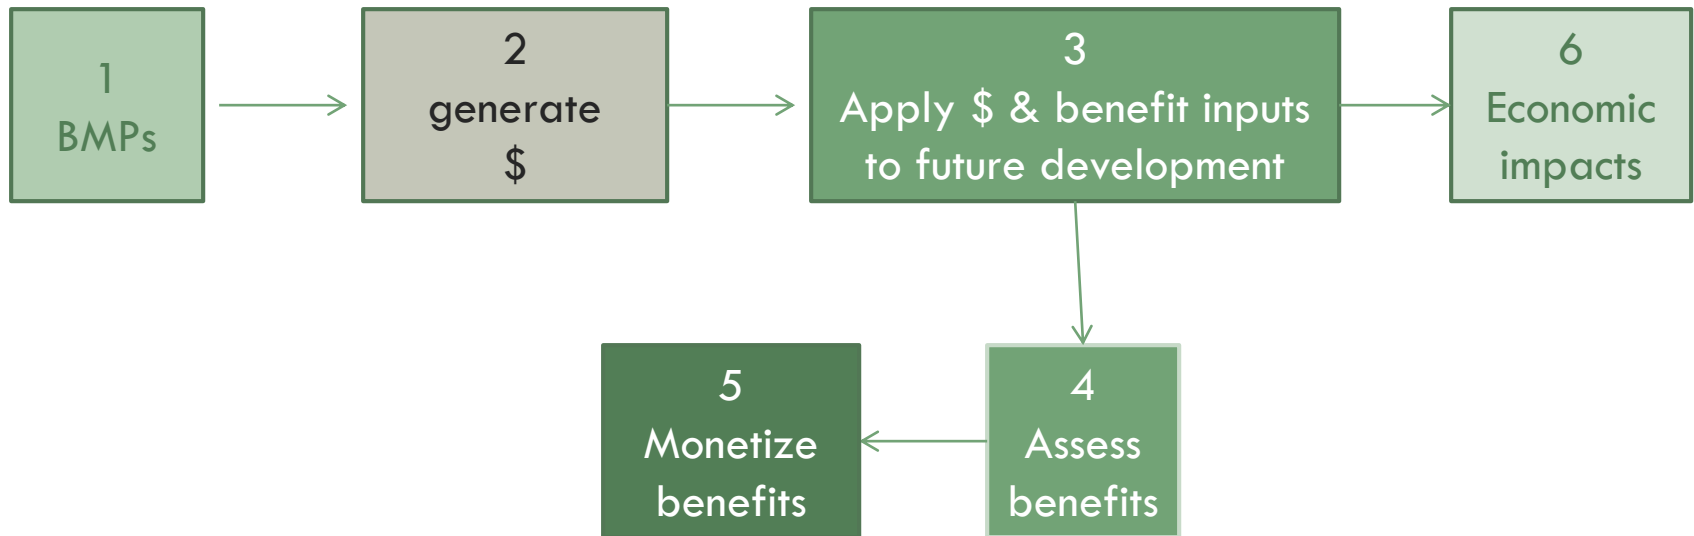 1
BMPs
2
generate
$
3
Apply $ & benefit inputs
to future development
6
Economic
impacts
5
Monetize
benefits
4
Assess
benefits